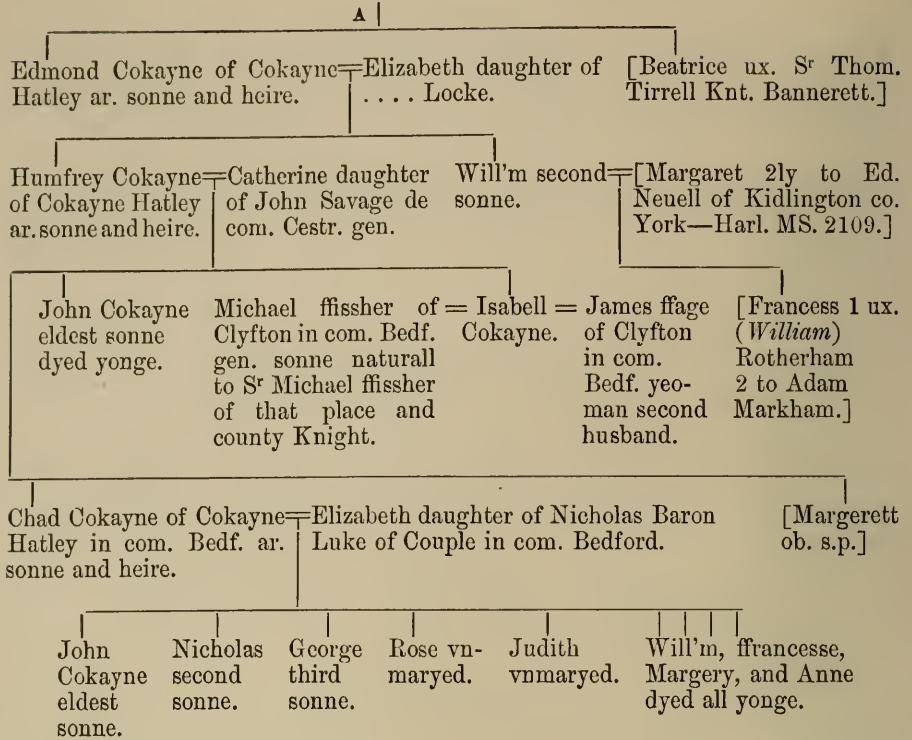 A
Edmond Cokayne of Cokayne=Elizabeth daughter of
Hatley ar. sonne and heire.
. . . . Locke.
[Beatrice ux. Sr Thom.
Tirrell Knt. Bannerett.]
Humfrey Cokayne=Catherine daughter
of Cokayne Hatley
ar. sonne and heire.
of John Savage de
com. Cestr. gen.
Will'm second=[Margaret 2ly to Ed.
sonne.
Neuell of Kidlington co.
York—Harl. MS. 2109.]
John Cokayne
eldest sonne
dyed yonge.
Michael ffissher of = Isabell = James ffage
Clyfton in com. Bedf.
gen. sonne naturall
to Sr Michael ffissher
of that place and
county Knight.
Cokayne.
of Clyfton
in com.
Bedf. yeo-
man second
husband.
[Francess 1 ux.
(William)
Rotherham
2 to Adam
Markham.]
Chad Cokayne of Cokayne=Elizabeth daughter of Nicholas Baron
Hatley in com. Bedf. ar.
sonne and heire.
Luke of Couple in com. Bedford.
[Margerett
ob. s.p.]
John
Cokayne
eldest
sonne.
Nicholas
second
sonne.
George
third
sonne.
Rose vn-
maryed.
Judith
vnmaryed.
Will'm, ffrancesse,
Margery, and Anne
dyed all yonge.